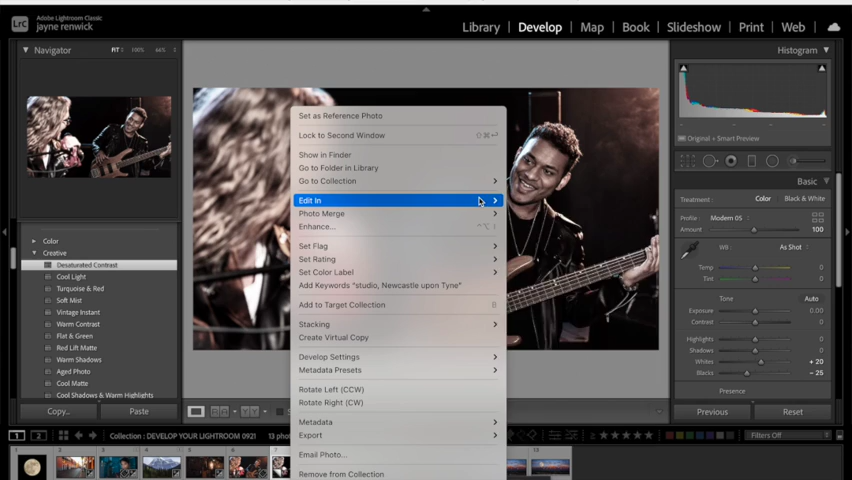 LrC
Adobe Lightroom Classic
jayne renwick
Library | Develop | Map | Book | Slideshow | Print | Web
Navigator FIT 100% 66%
Histogram
Original + Smart Preview
Basic
Treatment: Color Black & White
Profile: Modern 05
Amount 100
WB: As Shot
Temp 0
Tint 0
Tone Auto
Exposure 0.00
Contrast 0
Highlights 0
Shadows 0
Whites + 20
Blacks - 25
Presence
Previous Reset
Color
Creative
Desaturated Contrast
Cool Light
Turquoise & Red
Soft Mist
Vintage Instant
Warm Contrast
Flat & Green
Red Lift Matte
Warm Shadows
Aged Photo
Cool Matte
Cool Shadows & Warm Highlights
Copy... Paste
Set as Reference Photo
Lock to Second Window
Show in Finder
Go to Folder in Library
Go to Collection
Edit In
Photo Merge
Enhance...
Set Flag
Set Rating
Set Color Label
Add Keywords “studio, Newcastle upon Tyne”
Add to Target Collection B
Stacking
Create Virtual Copy
Develop Settings
Metadata Presets
Rotate Left (CCW)
Rotate Right (CW)
Metadata
Export
Email Photo...
Remove from Collection
1 2 Collection : DEVELOP YOUR LIGHTROOM 0921 13 phot
Filters Off